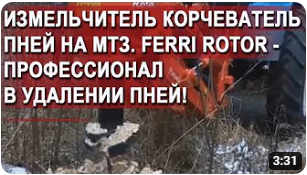 ИЗМЕЛЬЧИТЕЛЬ КОРЧЕВАТЕЛЬ
ПНЕЙ НА МТЗ. FERRI ROTOR -
ПРОФЕССИОНАЛ
В УДАЛЕНИИ ПНЕЙ!
3:31